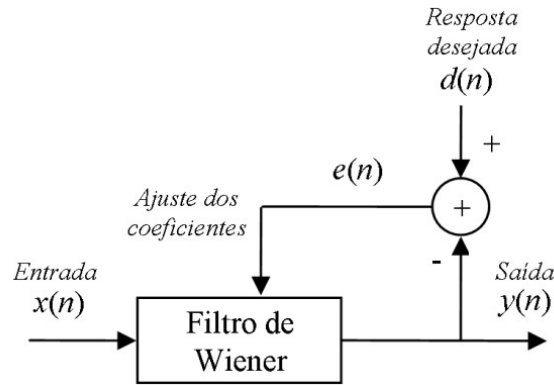 Resposta
desejada
d(n)
+
e(n)
Ajuste dos
coeficientes
+
-
Entrada
x(n)
Saída
y(n)
Filtro de
Wiener